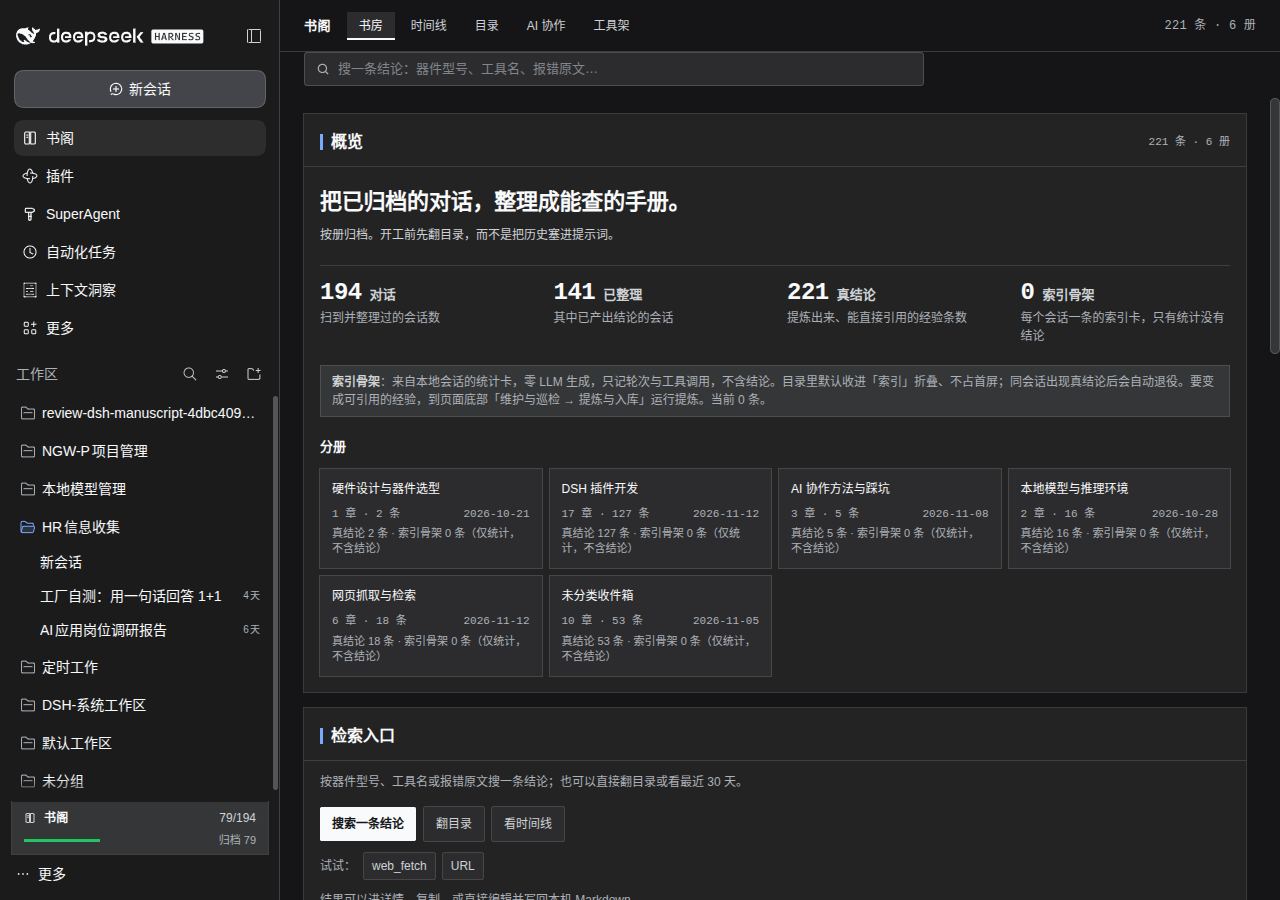 deepseek HARNESS
新会话
书阁
插件
SuperAgent
自动化任务
上下文洞察
更多
工作区
review-dsh-manuscript-4dbc409…
NGW-P项目管理
本地模型管理
HR信息收集
新会话
工厂自测：用一句话回答 1+1 4天
AI应用岗位调研报告 6天
定时工作
DSH-系统工作区
默认工作区
未分组
书阁 79/194
归档 79
更多
书阁 书房 时间线 目录 AI 协作 工具架 221 条 · 6 册
搜一条结论：器件型号、工具名、报错原文…
概览 221 条 · 6 册
把已归档的对话，整理成能查的手册。
按册归档。开工前先翻目录，而不是把历史塞进提示词。
194 对话 141 已整理 221 真结论 0 索引骨架
扫到并整理过的会话数 其中已产出结论的会话 提炼出来、能直接引用的经验条数 每个会话一条的索引卡，只有统计没有
结论
索引骨架：来自本地会话的统计卡，零 LLM 生成，只记轮次与工具调用，不含结论。目录里默认收进「索引」折叠、不占首屏；同会话出现真结论后会自动退役。要变
成可引用的经验，到页面底部「维护与巡检 → 提炼与入库」运行提炼。当前 0 条。
分册
硬件设计与器件选型
1 章 · 2 条 2026-10-21
真结论 2 条 · 索引骨架 0 条（仅统计，
不含结论）
DSH 插件开发
17 章 · 127 条 2026-11-12
真结论 127 条 · 索引骨架 0 条（仅统
计，不含结论）
AI 协作方法与踩坑
3 章 · 5 条 2026-11-08
真结论 5 条 · 索引骨架 0 条（仅统计，
不含结论）
本地模型与推理环境
2 章 · 16 条 2026-10-28
真结论 16 条 · 索引骨架 0 条（仅统计，
不含结论）
网页抓取与检索
6 章 · 18 条 2026-11-12
真结论 18 条 · 索引骨架 0 条（仅统计，
不含结论）
未分类收件箱
10 章 · 53 条 2026-11-05
真结论 53 条 · 索引骨架 0 条（仅统计，
不含结论）
检索入口
按器件型号、工具名或报错原文搜一条结论；也可以直接翻目录或看最近 30 天。
搜索一条结论 翻目录 看时间线
试试： web_fetch URL
结果可以进详情、复制，或直接编辑并写回本机 Markdown